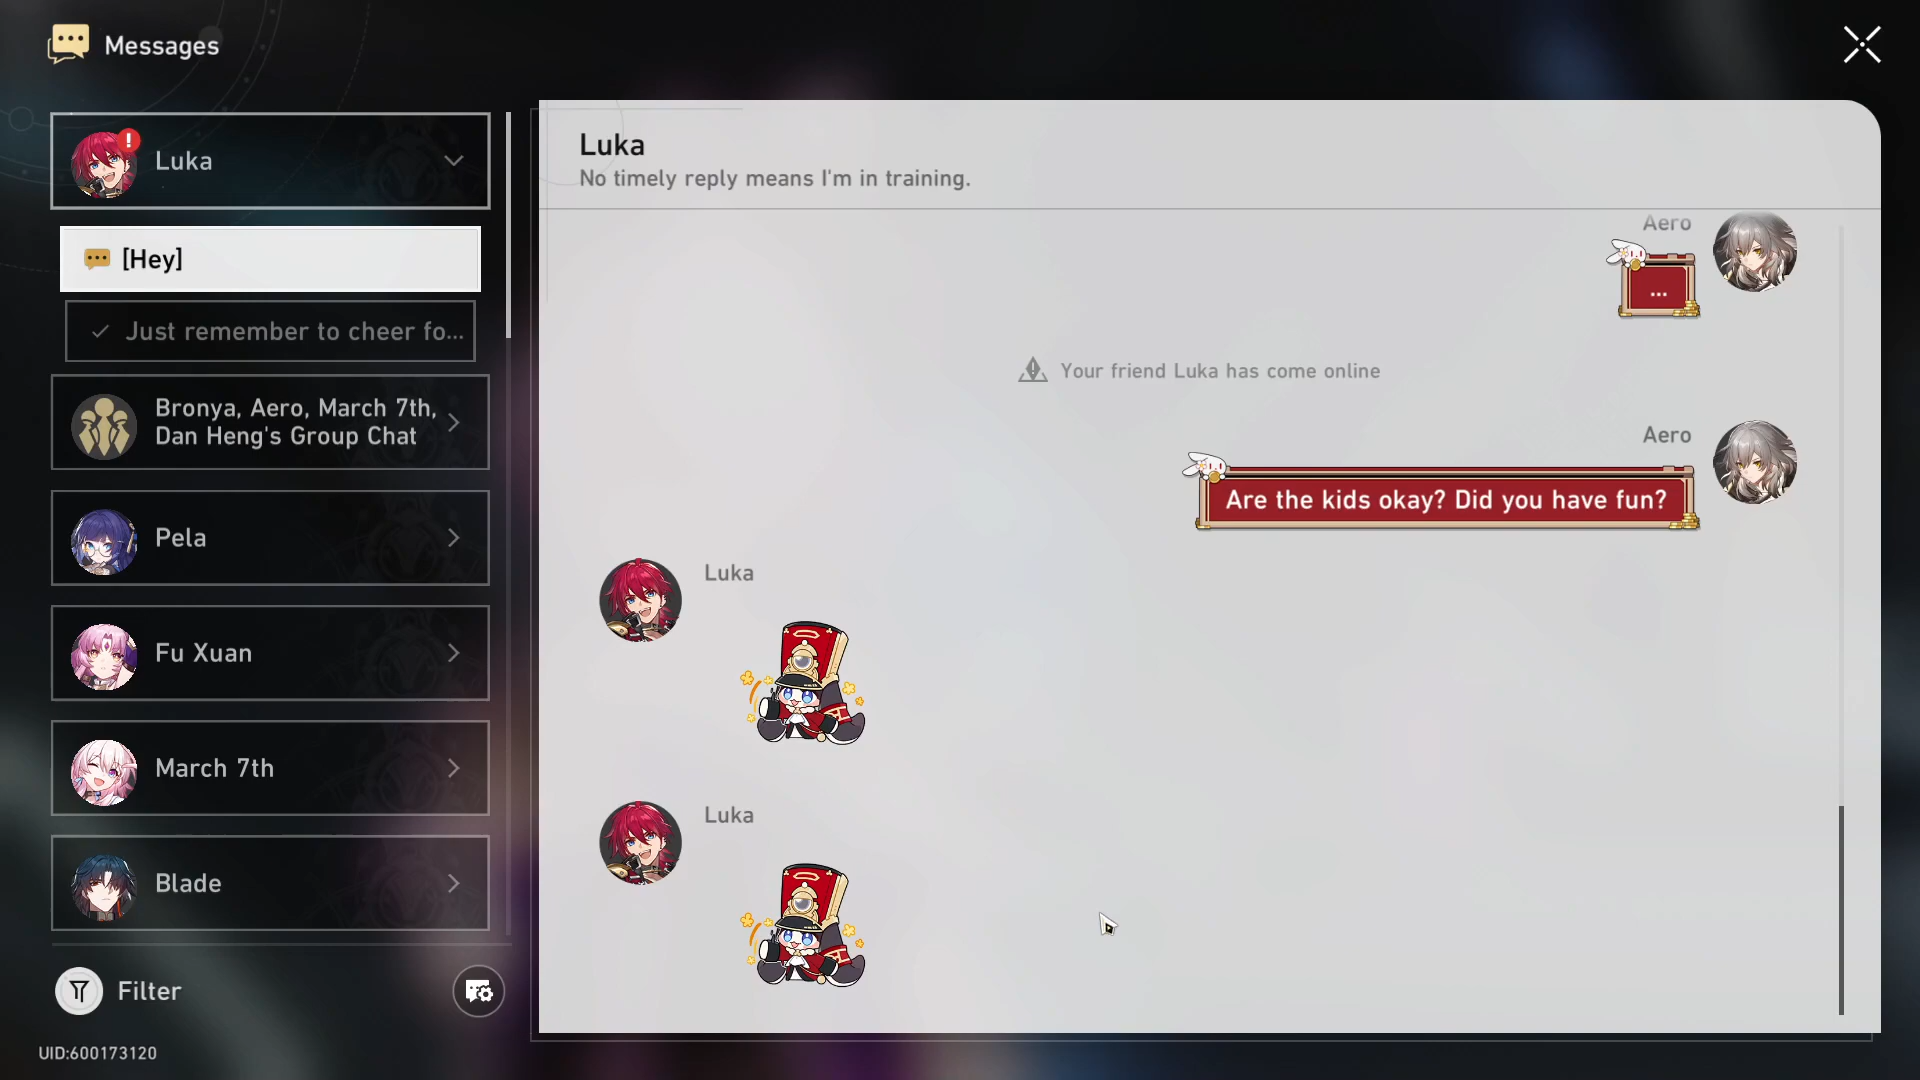 Messages
Luka
[Hey]
Just remember to cheer fo...
Bronya, Aero, March 7th,
Dan Heng's Group Chat
Pela
Fu Xuan
March 7th
Blade
Filter
UID:600173120
Luka
No timely reply means I'm in training.
Aero
...
Your friend Luka has come online
Aero
Are the kids okay? Did you have fun?
Luka
Luka